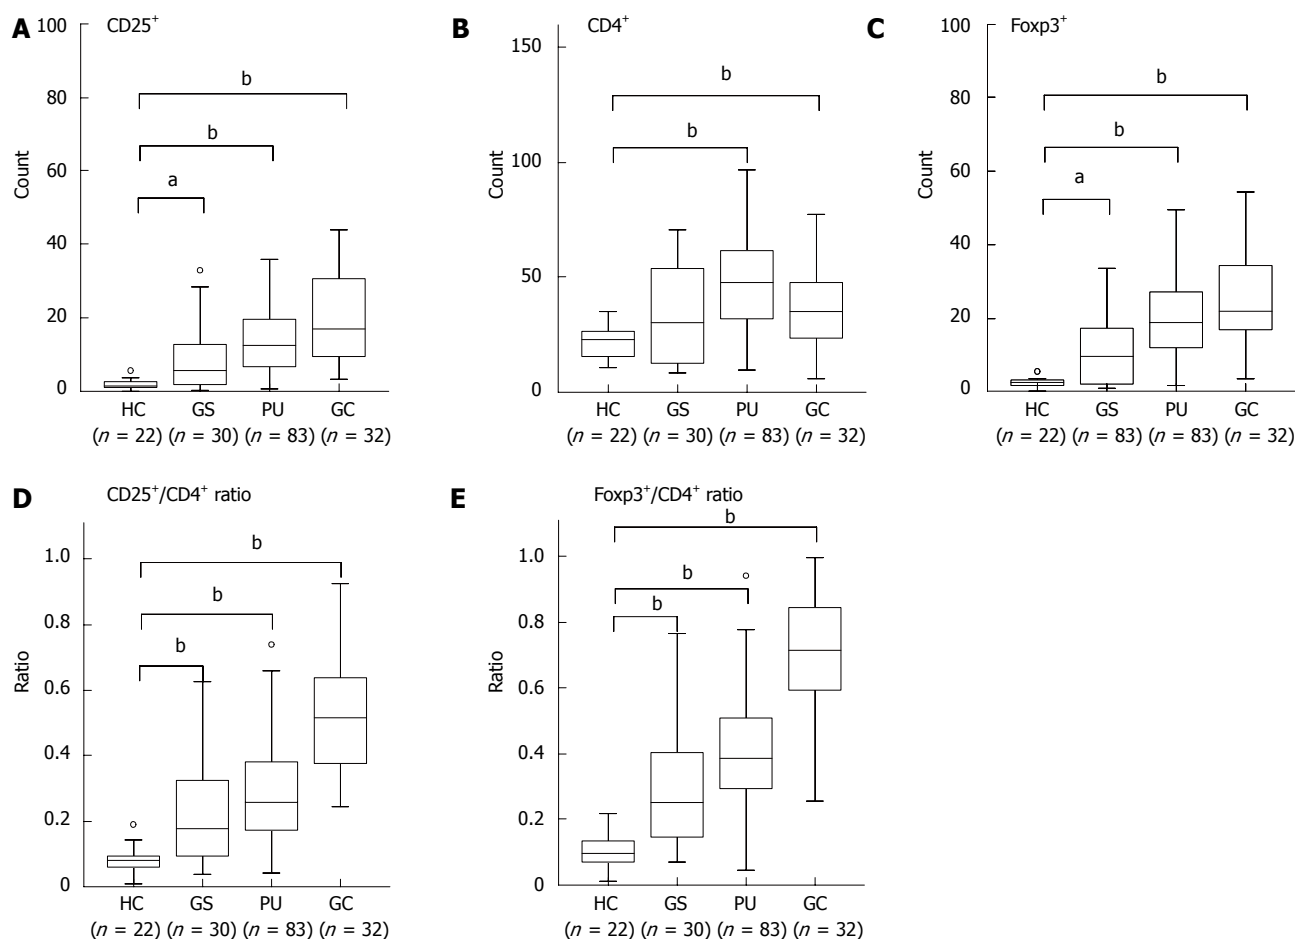 A CD25⁺
100
80
60
40
20
0
Count
b
b
a
HC GS PU GC
(n = 22) (n = 30) (n = 83) (n = 32)
B CD4⁺
150
100
50
0
Count
b
b
HC GS PU GC
(n = 22) (n = 30) (n = 83) (n = 32)
C Foxp3⁺
100
80
60
40
20
0
Count
b
b
a
HC GS PU GC
(n = 22) (n = 83) (n = 83) (n = 32)
D CD25⁺/CD4⁺ ratio
1.0
0.8
0.6
0.4
0.2
0
Ratio
b
b
b
HC GS PU GC
(n = 22) (n = 30) (n = 83) (n = 32)
E Foxp3⁺/CD4⁺ ratio
1.0
0.8
0.6
0.4
0.2
0
Ratio
b
b
b
HC GS PU GC
(n = 22) (n = 30) (n = 83) (n = 32)